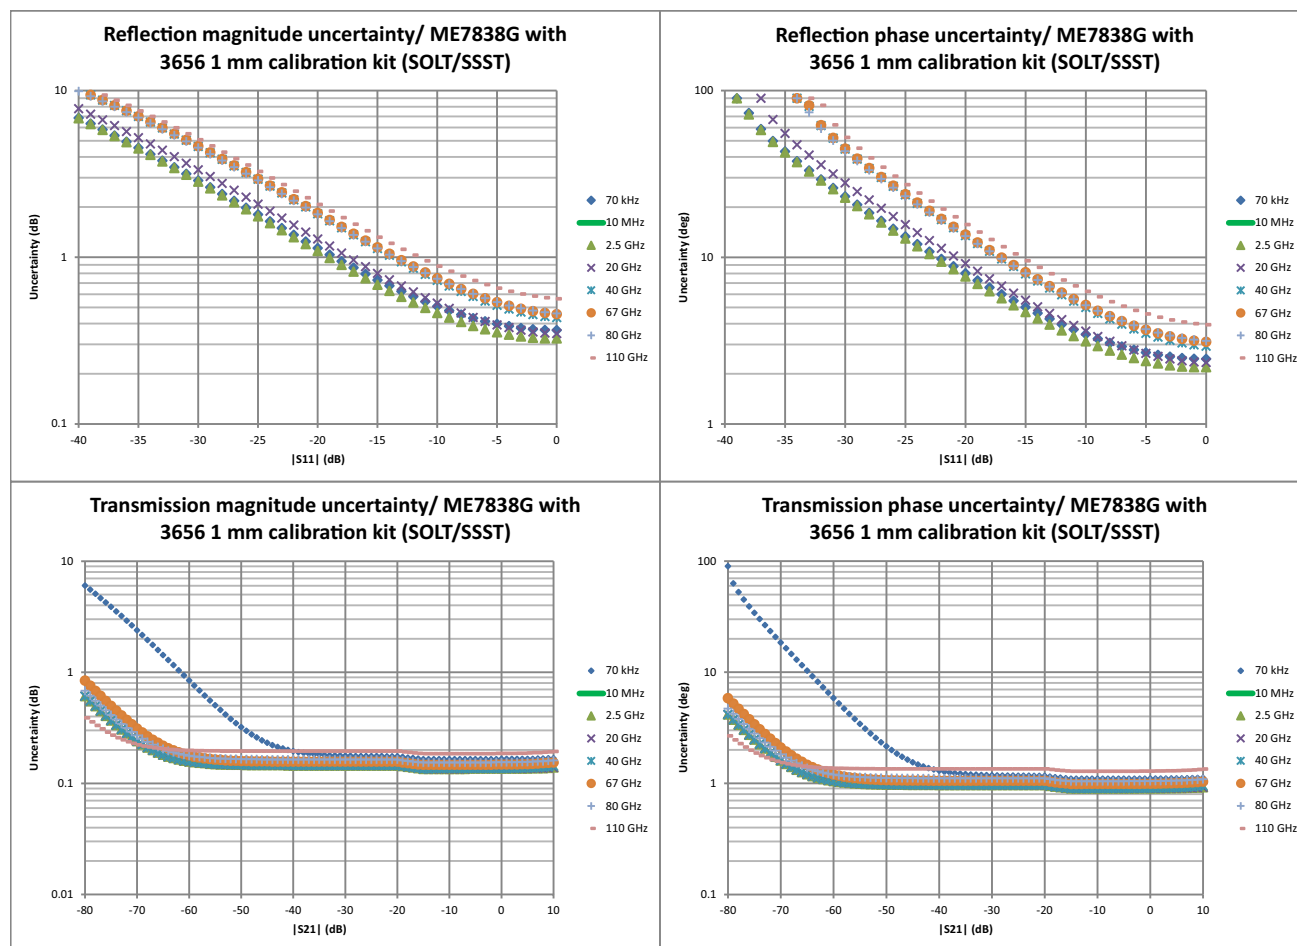 Reflection magnitude uncertainty/ ME7838G with
3656 1 mm calibration kit (SOLT/SSST)
Uncertainty (dB)
10
1
0.1
-40 -35 -30 -25 -20 -15 -10 -5 0
|S11| (dB)
70 kHz
10 MHz
2.5 GHz
20 GHz
40 GHz
67 GHz
80 GHz
110 GHz
Reflection phase uncertainty/ ME7838G with
3656 1 mm calibration kit (SOLT/SSST)
Uncertainty (deg)
100
10
1
-40 -35 -30 -25 -20 -15 -10 -5 0
|S11| (dB)
70 kHz
10 MHz
2.5 GHz
20 GHz
40 GHz
67 GHz
80 GHz
110 GHz
Transmission magnitude uncertainty/ ME7838G with
3656 1 mm calibration kit (SOLT/SSST)
Uncertainty (dB)
10
1
0.1
0.01
-80 -70 -60 -50 -40 -30 -20 -10 0 10
|S21| (dB)
70 kHz
10 MHz
2.5 GHz
20 GHz
40 GHz
67 GHz
80 GHz
110 GHz
Transmission phase uncertainty/ ME7838G with
3656 1 mm calibration kit (SOLT/SSST)
Uncertainty (deg)
100
10
1
0.1
-80 -70 -60 -50 -40 -30 -20 -10 0 10
|S21| (dB)
70 kHz
10 MHz
2.5 GHz
20 GHz
40 GHz
67 GHz
80 GHz
110 GHz